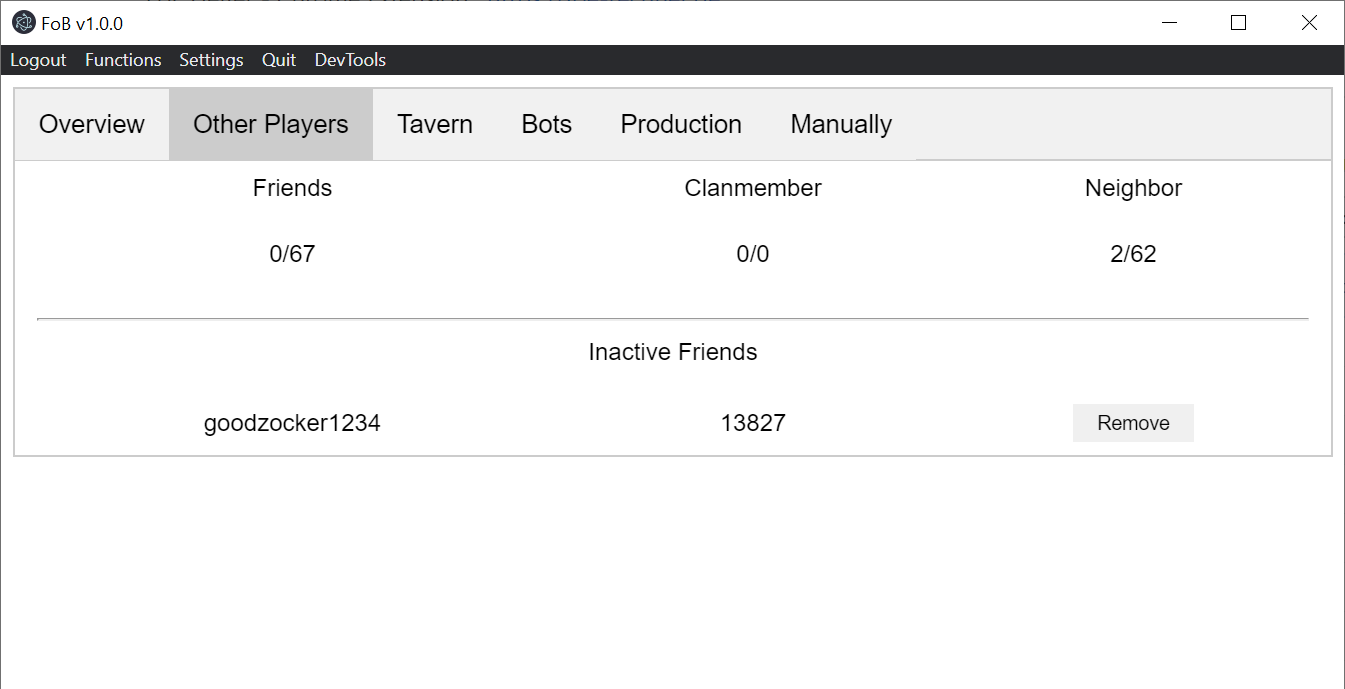 FoB v1.0.0
Logout Functions Settings Quit DevTools
Overview Other Players Tavern Bots Production Manually
Friends Clanmember Neighbor
0/67 0/0 2/62
Inactive Friends
goodzocker1234 13827 Remove